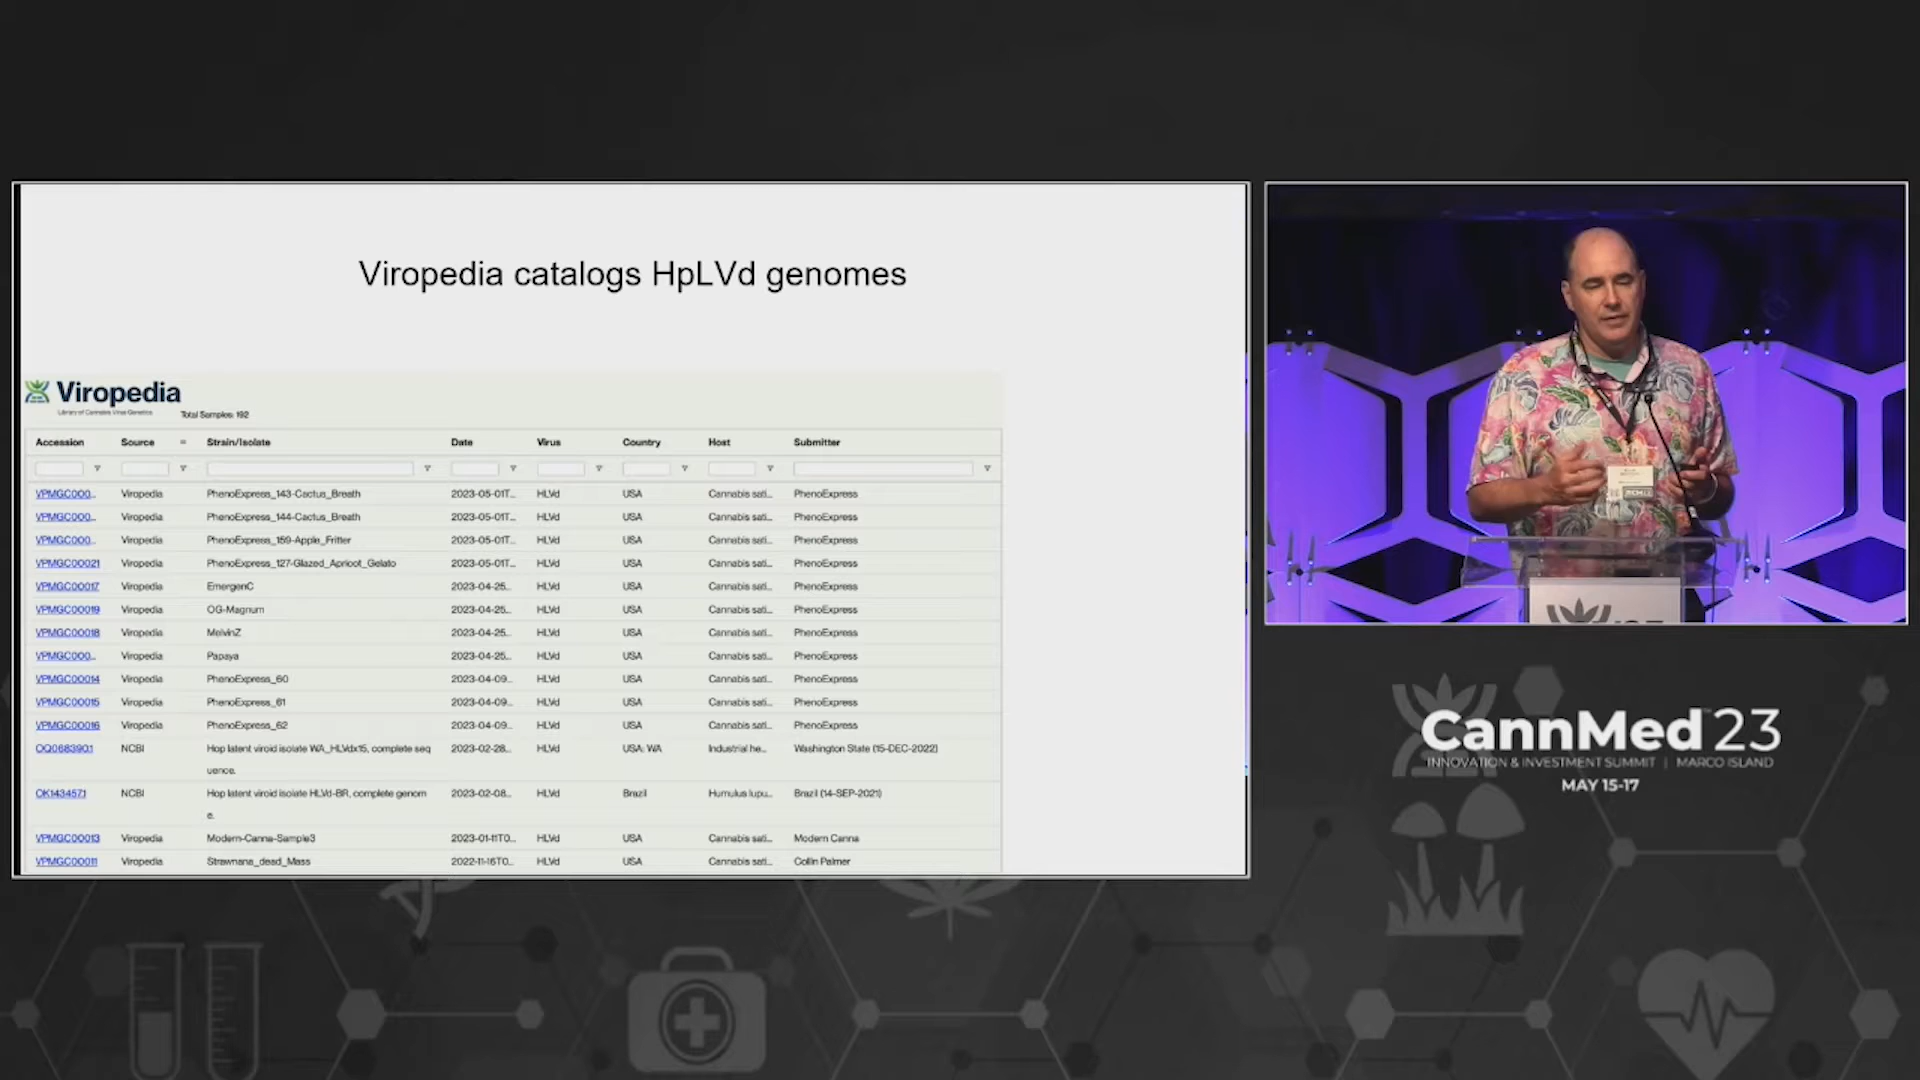 Viropedia catalogs HpLVd genomes
Viropedia
Library of Cannabis Virus Genetics
Total Samples: 192
Accession Source = Strain/Isolate Date Virus Country Host Submitter
VPMGC000... Viropedia PhenoExpress_143-Cactus_Breath 2023-05-01T... HLVd USA Cannabis sati... PhenoExpress
VPMGC000... Viropedia PhenoExpress_144-Cactus_Breath 2023-05-01T... HLVd USA Cannabis sati... PhenoExpress
VPMGC000... Viropedia PhenoExpress_159-Apple_Fritter 2023-05-01T... HLVd USA Cannabis sati... PhenoExpress
VPMGC00021 Viropedia PhenoExpress_127-Glazed_Apricot_Gelato 2023-05-01T... HLVd USA Cannabis sati... PhenoExpress
VPMGC00017 Viropedia EmergenC 2023-04-25... HLVd USA Cannabis sati... PhenoExpress
VPMGC00019 Viropedia OG-Magnum 2023-04-25... HLVd USA Cannabis sati... PhenoExpress
VPMGC00018 Viropedia MelvinZ 2023-04-25... HLVd USA Cannabis sati... PhenoExpress
VPMGC000... Viropedia Papaya 2023-04-25... HLVd USA Cannabis sati... PhenoExpress
VPMGC00014 Viropedia PhenoExpress_60 2023-04-09... HLVd USA Cannabis sati... PhenoExpress
VPMGC00015 Viropedia PhenoExpress_61 2023-04-09... HLVd USA Cannabis sati... PhenoExpress
VPMGC00016 Viropedia PhenoExpress_62 2023-04-09... HLVd USA Cannabis sati... PhenoExpress
OQ068390.1 NCBI Hop latent viroid isolate WA_HLVdx15, complete seq 2023-02-28... HLVd USA: WA Industrial he... Washington State (15-DEC-2022)
uence.
OK143457.1 NCBI Hop latent viroid isolate HLVd-BR, complete genom 2023-02-08... HLVd Brazil Humulus lupu... Brazil (14-SEP-2021)
e.
VPMGC00013 Viropedia Modern-Canna-Sample3 2023-01-11T0... HLVd USA Cannabis sati... Modern Canna
VPMGC00011 Viropedia Strawnana_dead_Mass 2022-11-16T0... HLVd USA Cannabis sati... Collin Palmer
CannMed 23
INNOVATION & INVESTMENT SUMMIT | MARCO ISLAND
MAY 15-17